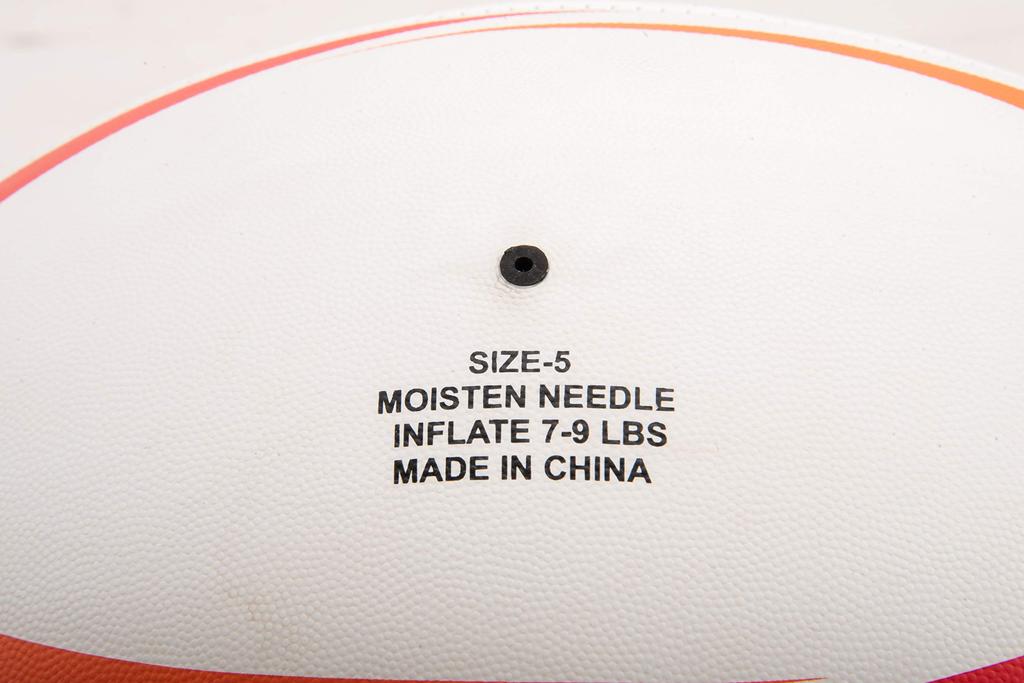 SIZE-5
MOISTEN NEEDLE
INFLATE 7-9 LBS
MADE IN CHINA